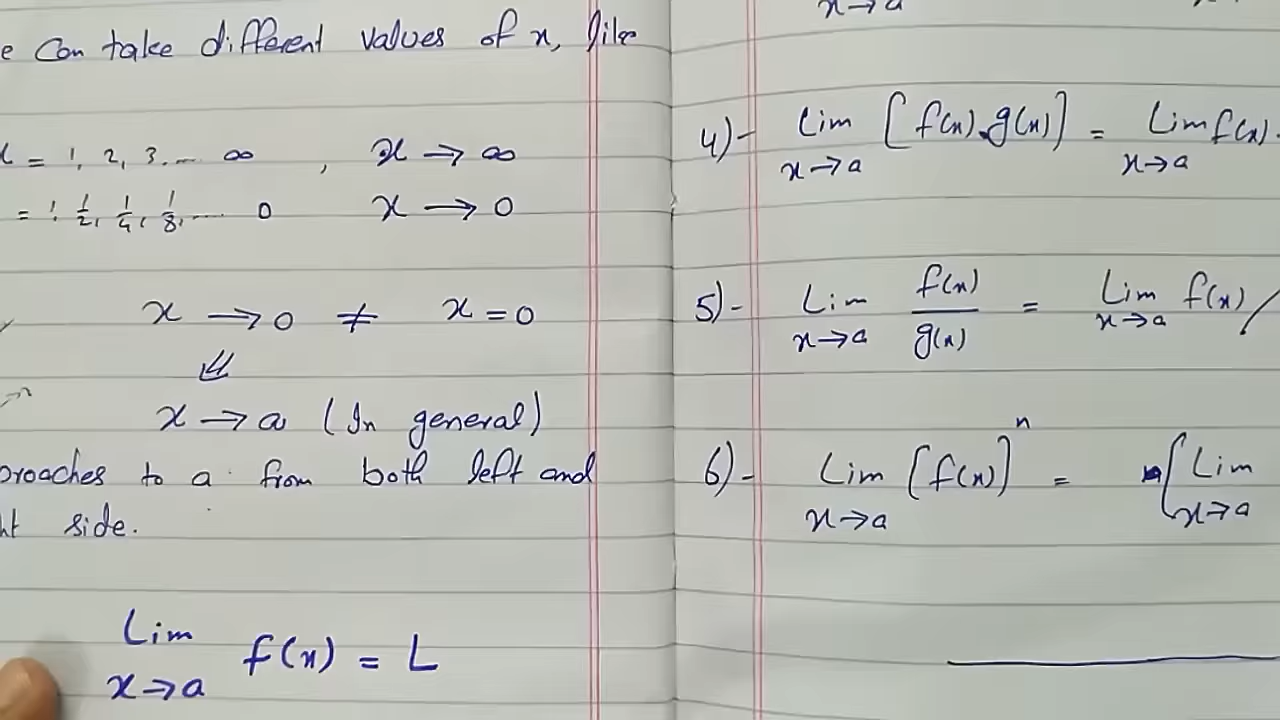 e can take different values of x, like
x = 1, 2, 3.... ∞ , x → ∞
= 1, 1/2, 1/4, 1/8, .... 0 x → 0
x → 0 ≠ x = 0
⇓
x → a (In general)
proaches to a from both left and
ht side.
Lim x→a f(x) = L
x→a
4)- Lim x→a [f(x).g(x)] = Lim x→a f(x).
5)- Lim x→a f(x)/g(x) = Lim x→a f(x) /
6)- Lim x→a [f(x)]^n = [Lim x→a